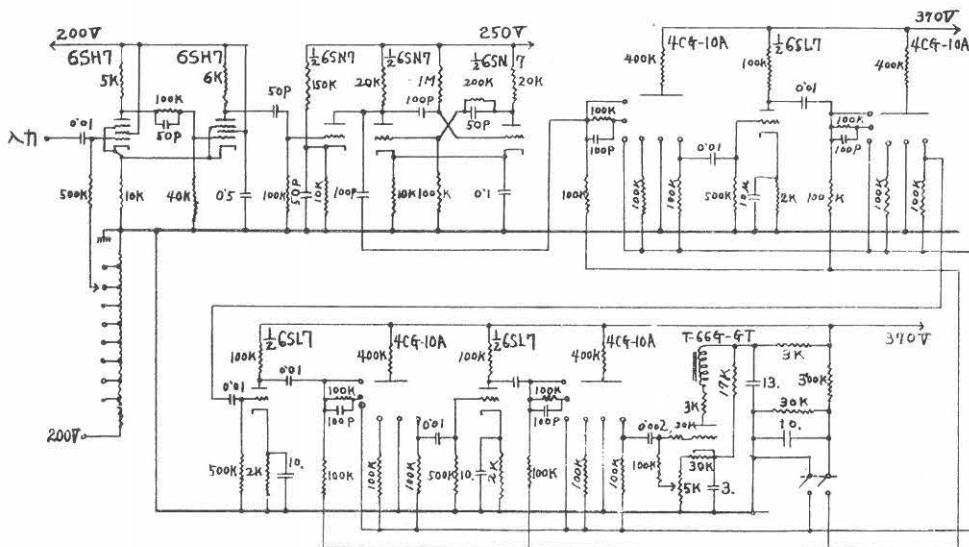 200V
6SH7
6SH7
5K
6K
100K
50P
0.01
入力
500K
10K
40K
0.5
50P
250V
½6SN7
½6SN7
½6SN7
150K
20K
1M
200K
20K
100P
50P
100K
50P
10K
100P
10K
100K
0.1
370V
4CG-10A
½6SL7
4CG-10A
400K
100K
400K
0.01
100K
100P
100K
100P
0.01
100K
100K
100K
500K
10μ
2K
100K
100K
100K
200V
370V
½6SL7
4CG-10A
½6SL7
4CG-10A
T-66G-GT
100K
400K
100K
400K
0.01
0.01
100K
100P
0.01
100K
100P
3K
17K
13.
3K
300K
30K
10.
0.002
20K
500K
2K
10.
100K
100K
100K
500K
10.
2K
100K
100K
100K
100K
30K
5K
3.